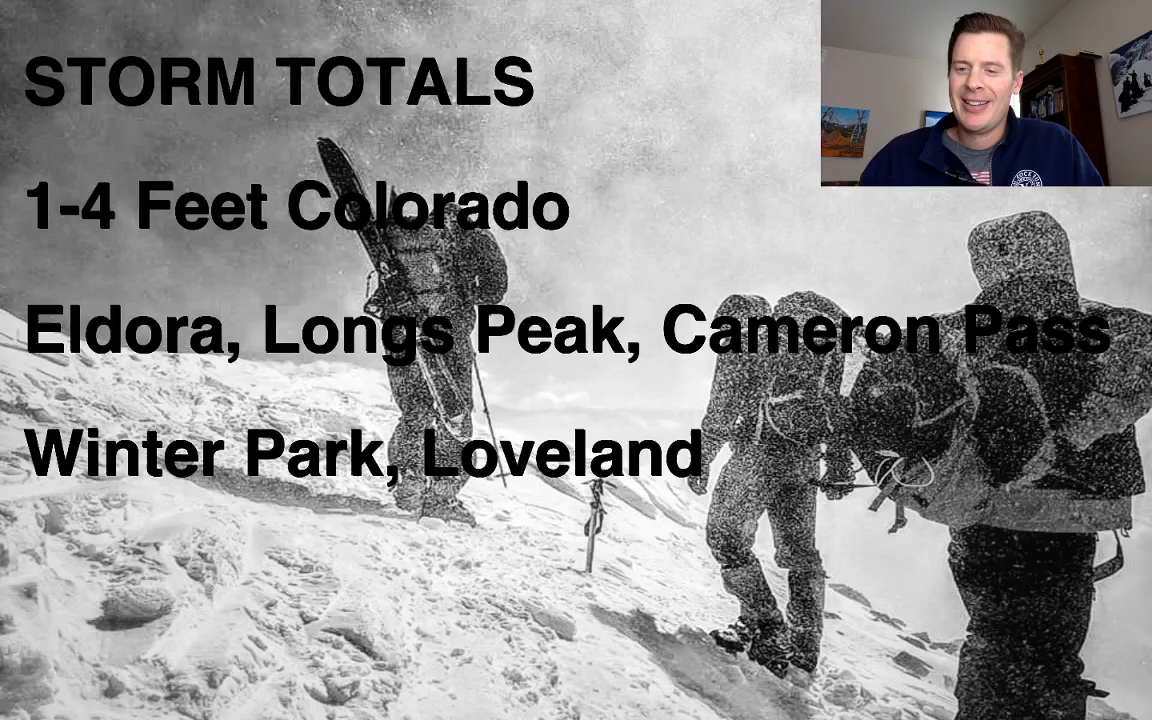 STORM TOTALS
1-4 Feet Colorado
Eldora, Longs Peak, Cameron Pass
Winter Park, Loveland